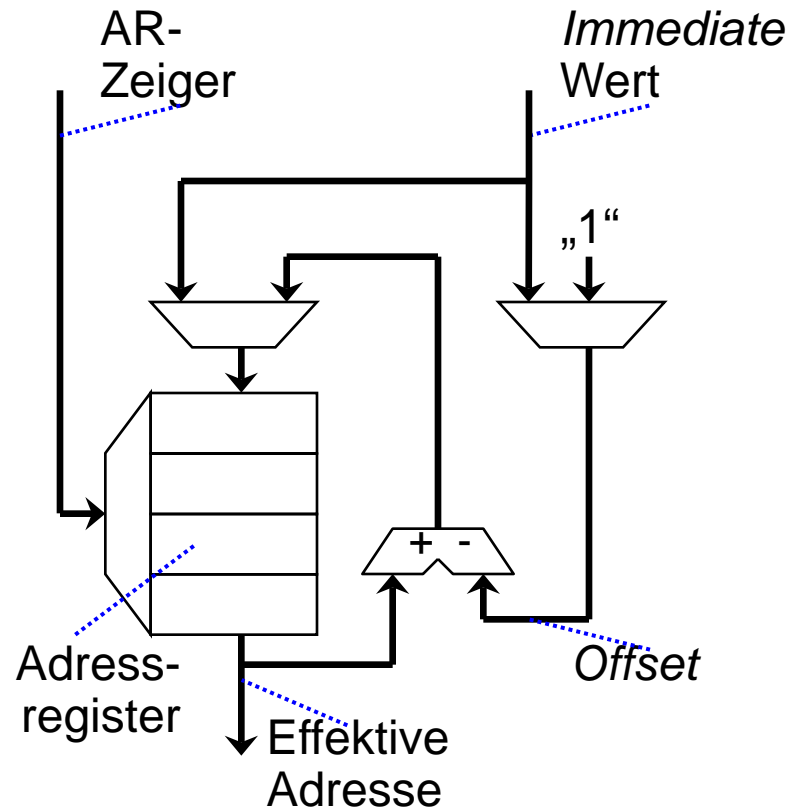 AR-
Zeiger
Immediate
Wert
„1“
+ -
Adress-
register
Offset
Effektive
Adresse